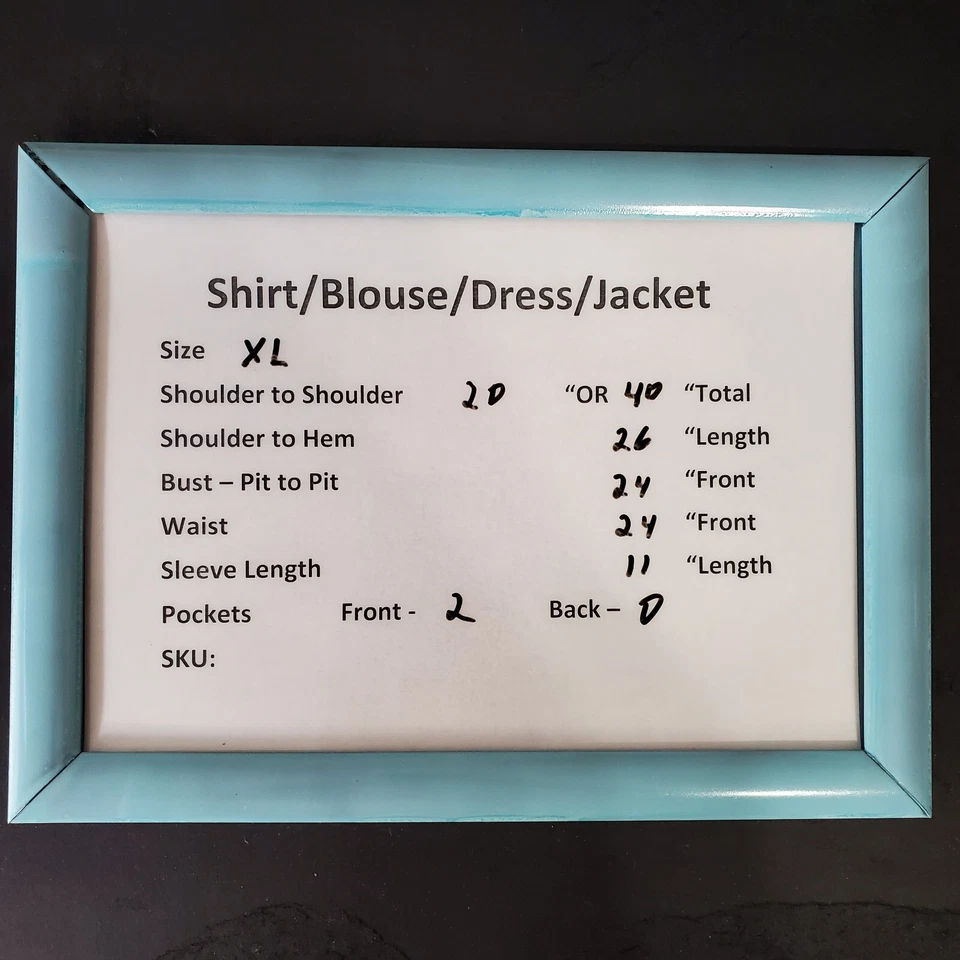 Shirt/Blouse/Dress/Jacket
Size XL
Shoulder to Shoulder 20 “OR 40 “Total
Shoulder to Hem 26 “Length
Bust – Pit to Pit 24 “Front
Waist 24 “Front
Sleeve Length 11 “Length
Pockets Front - 2 Back – 0
SKU: